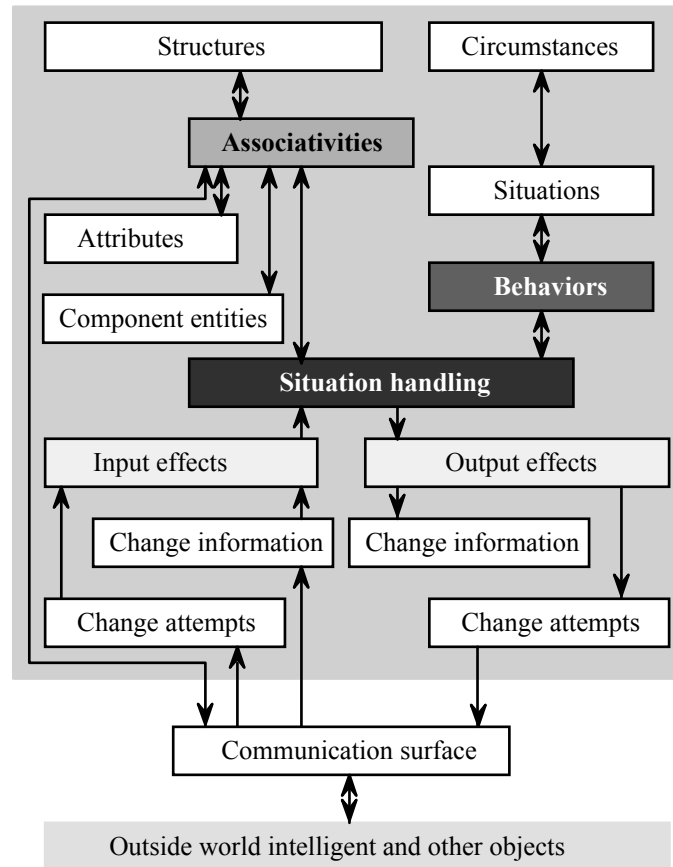 Structures
Circumstances
Associativities
Situations
Attributes
Behaviors
Component entities
Situation handling
Input effects
Output effects
Change information
Change information
Change attempts
Change attempts
Communication surface
Outside world intelligent and other objects